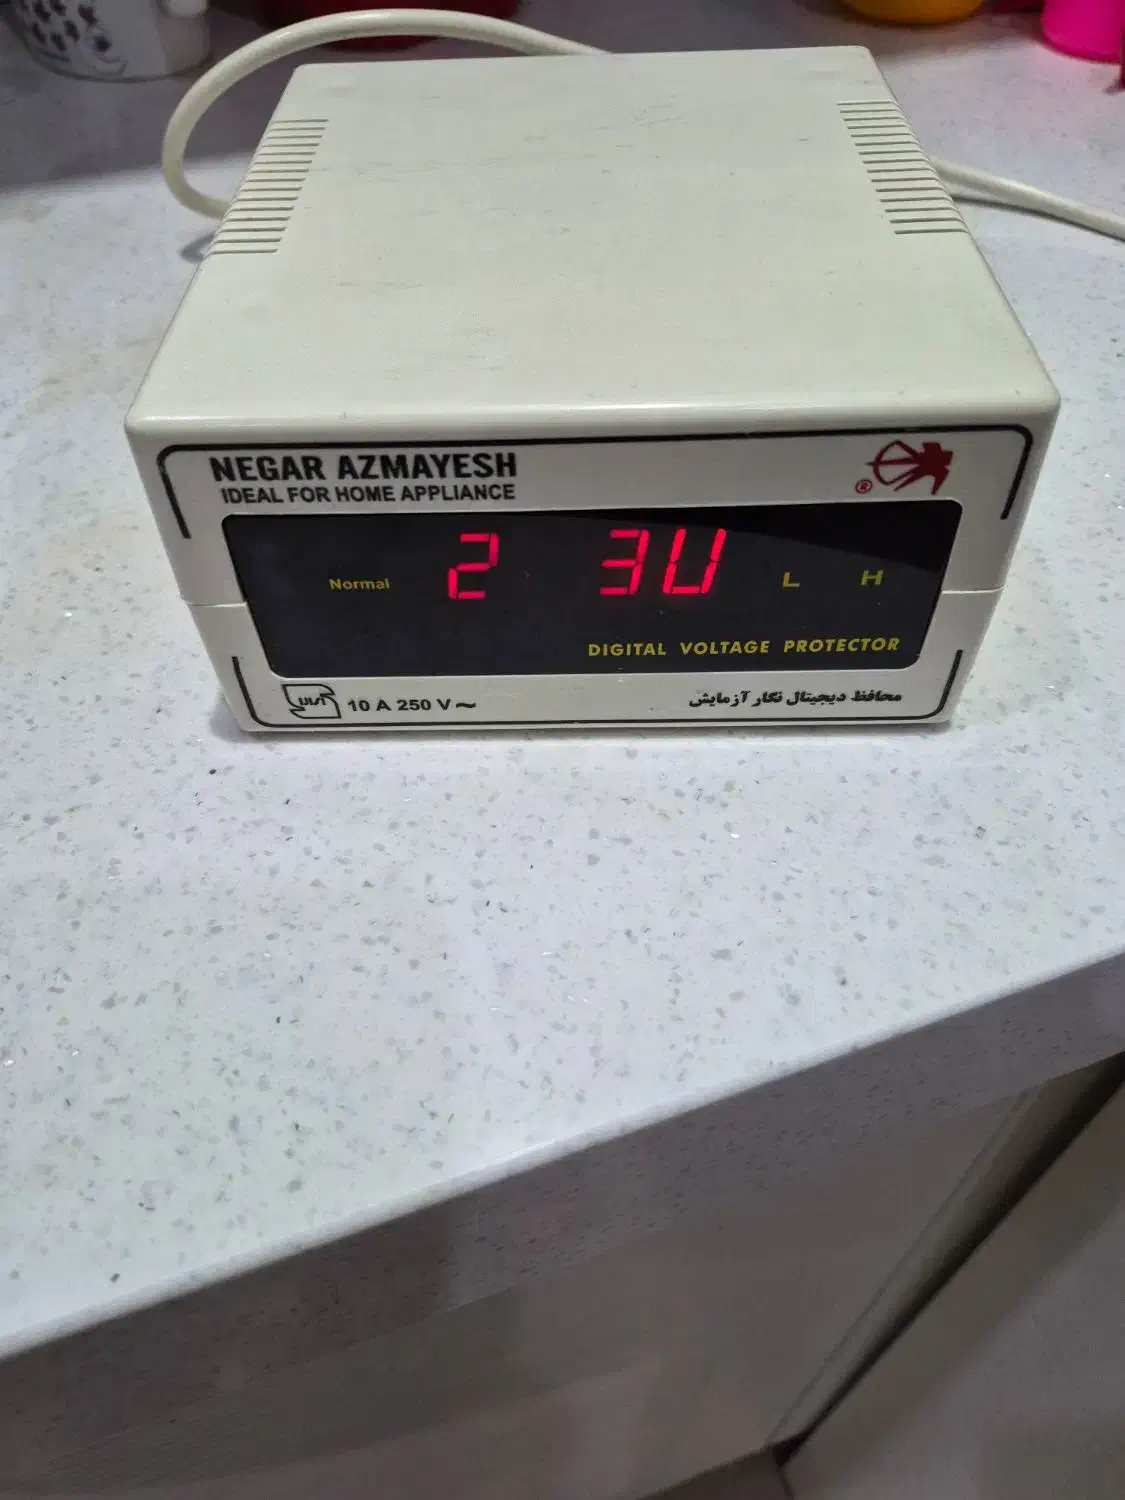 NEGAR AZMAYESH
IDEAL FOR HOME APPLIANCE
®
Normal 2 3U L H
DIGITAL VOLTAGE PROTECTOR
10 A 250 V ~
محافظ دیجیتال نگار آزمایش